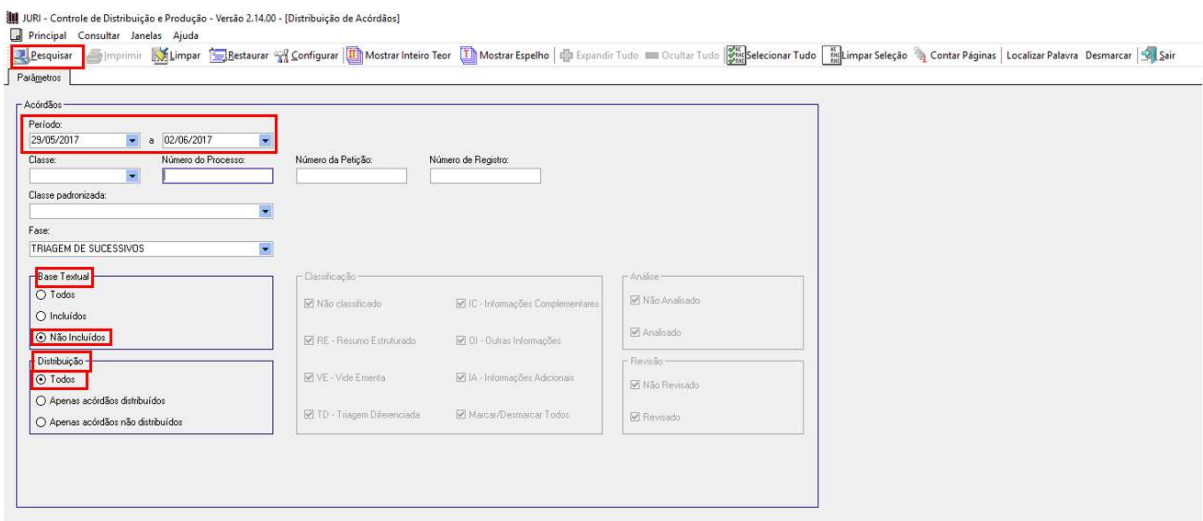 JURI - Controle de Distribuição e Produção - Versão 2.14.00 - [Distribuição de Acórdãos]
Principal Consultar Janelas Ajuda
Pesquisar Imprimir Limpar Restaurar Configurar Mostrar Inteiro Teor Mostrar Espelho Expandir Tudo Ocultar Tudo Selecionar Tudo Limpar Seleção Contar Páginas Localizar Palavra Desmarcar Sair
Parâmetros
Acórdãos
Período:
29/05/2017 a 02/06/2017
Classe: Número do Processo: Número da Petição: Número de Registro:
Classe padronizada:
Fase:
TRIAGEM DE SUCESSIVOS
Base Textual
Todos
Incluídos
Não Incluídos
Distribuição
Todos
Apenas acórdãos distribuídos
Apenas acórdãos não distribuídos
Classificação
Não classificado IC - Informações Complementares
RE - Resumo Estruturado OI - Outras Informações
VE - Vide Ementa IA - Informações Adicionais
TD - Triagem Diferenciada Marcar/Desmarcar Todos
Análise
Não Analisado
Analisado
Revisão
Não Revisado
Revisado